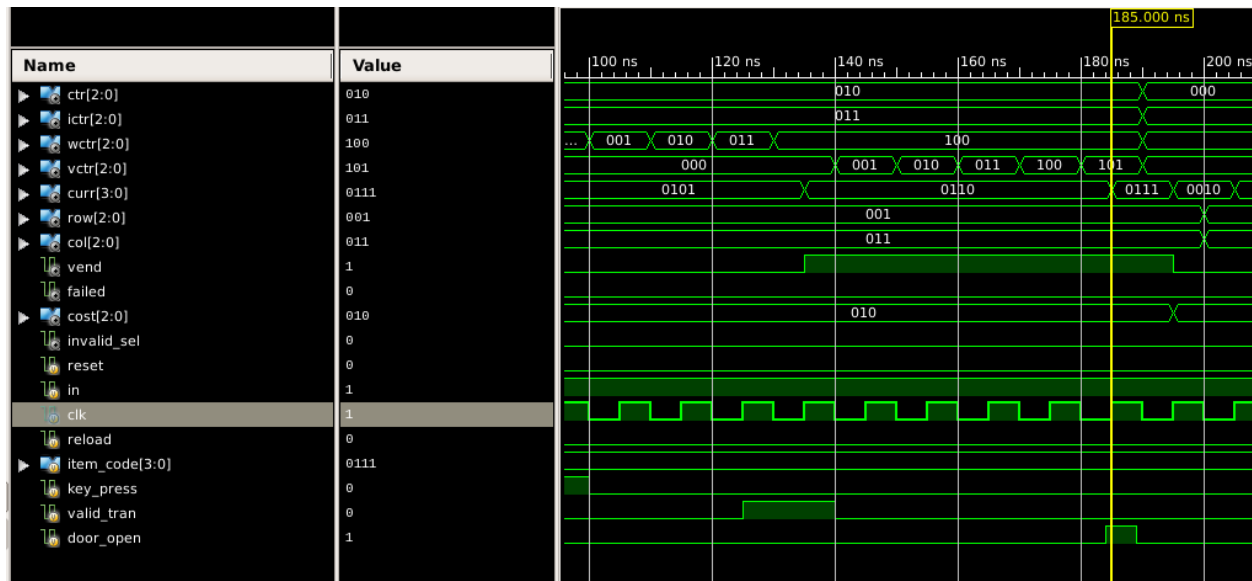 185.000 ns
Name Value
100 ns 120 ns 140 ns 160 ns 180 ns 200 ns
ctr[2:0] 010 010 000
ictr[2:0] 011 011
wctr[2:0] 100 ... 001 010 011 100
vctr[2:0] 101 000 001 010 011 100 101
curr[3:0] 0111 0101 0110 0111 0010
row[2:0] 001 001
col[2:0] 011 011
vend 1
failed 0
cost[2:0] 010 010
invalid_sel 0
reset 0
in 1
clk 1
reload 0
item_code[3:0] 0111
key_press 0
valid_tran 0
door_open 1